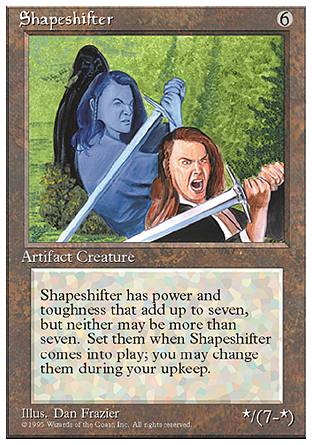 Shapeshifter 6
Artifact Creature
Shapeshifter has power and
toughness that add up to seven,
but neither may be more than
seven. Set them when Shapeshifter
comes into play; you may change
them during your upkeep.
Illus. Dan Frazier
*/(7-*)
©1995 Wizards of the Coast, Inc. All rights reserved.